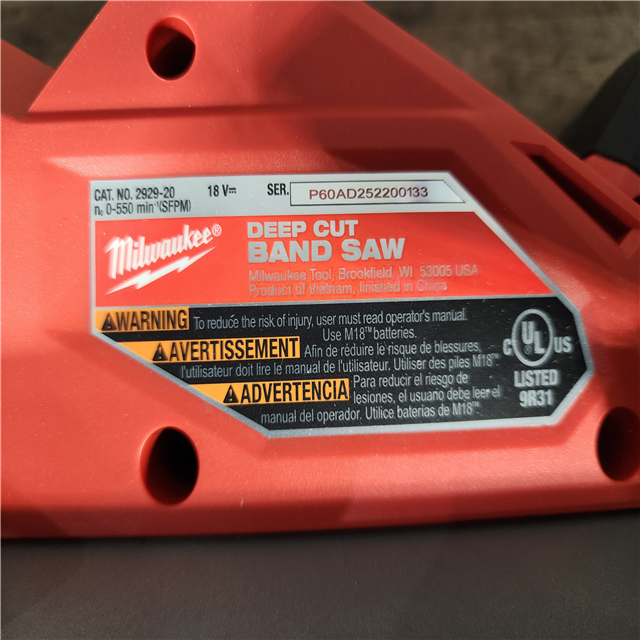 CAT. NO. 2929-20 18 V⎓ SER. P60AD252200133
n₀ 0-550 min⁻¹(SFPM)
Milwaukee®
DEEP CUT
BAND SAW
Milwaukee Tool, Brookfield, WI 53005 USA
Product of Vietnam, finished in China
⚠WARNING To reduce the risk of injury, user must read operator's manual.
Use M18™ batteries.
⚠AVERTISSEMENT Afin de réduire le risque de blessures,
l'utilisateur doit lire le manuel de l'utilisateur. Utiliser des piles M18™
⚠ADVERTENCIA Para reducir el riesgo de
lesiones, el usuario debe leer el
manual del operador. Utilice baterías de M18™
C UL® US
LISTED
9R31